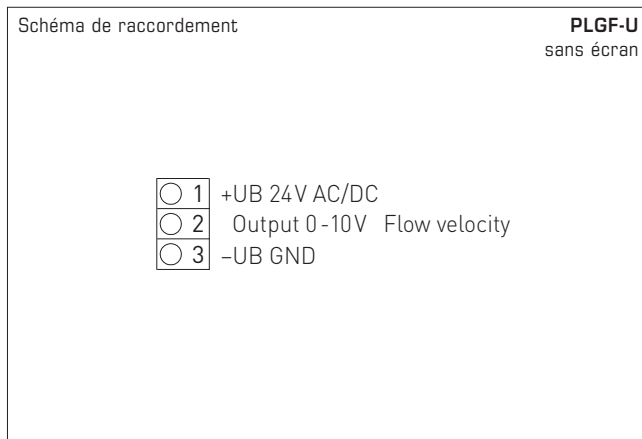 Schéma de raccordement PLGF-U
sans écran
1 +UB 24V AC/DC
2 Output 0-10V Flow velocity
3 –UB GND